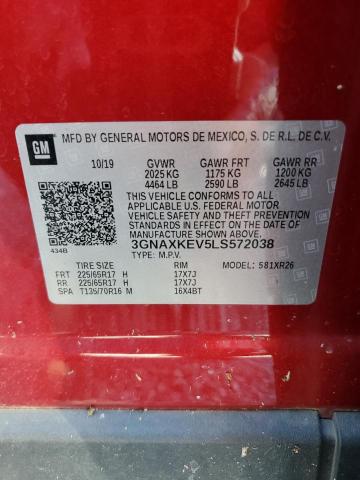 GM
MFD BY GENERAL MOTORS DE MEXICO, S. DE R.L. DE C.V.
10/19 GVWR GAWR FRT GAWR RR
2025 KG 1175 KG 1200 KG
4464 LB 2590 LB 2645 LB
THIS VEHICLE CONFORMS TO ALL
APPLICABLE U.S. FEDERAL MOTOR
VEHICLE SAFETY AND THEFT PREVENTION
STANDARDS IN EFFECT ON THE DATE OF
MANUFACTURE SHOWN ABOVE.
434B
3GNAXKEV5LS572038
TYPE: M.P.V. MODEL: 581XR26
TIRE SIZE RIM
FRT 225/65R17 H 17X7J
RR 225/65R17 H 17X7J
SPA T135/70R16 M 16X4BT